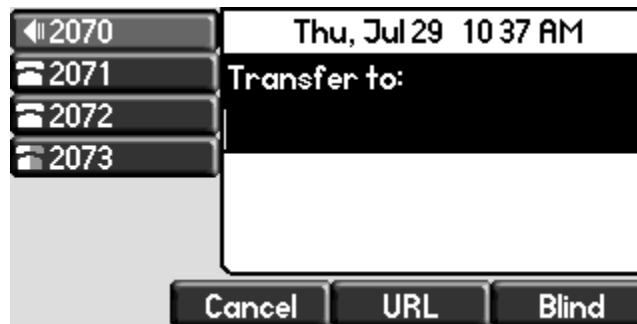 2070
Thu, Jul 29 10 37 AM
2071
Transfer to:
2072
2073
Cancel
URL
Blind